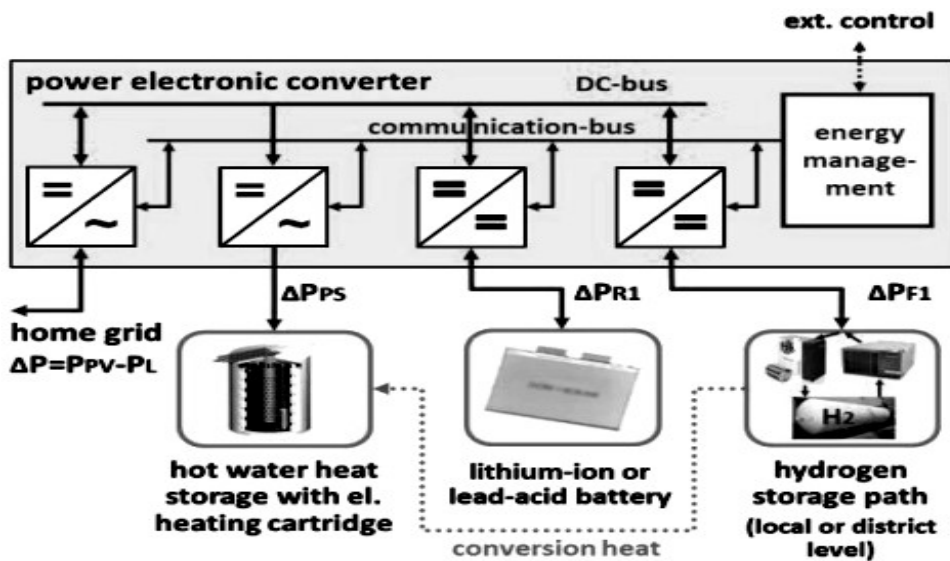 ext. control
power electronic converter
DC-bus
communication-bus
energy
manage-
ment
=
~
=
~
=
=
=
=
ΔPPS
ΔPR1
ΔPF1
home grid
ΔP=PPV-PL
H2
hot water heat
storage with el.
heating cartridge
lithium-ion or
lead-acid battery
hydrogen
storage path
(local or district
level)
conversion heat